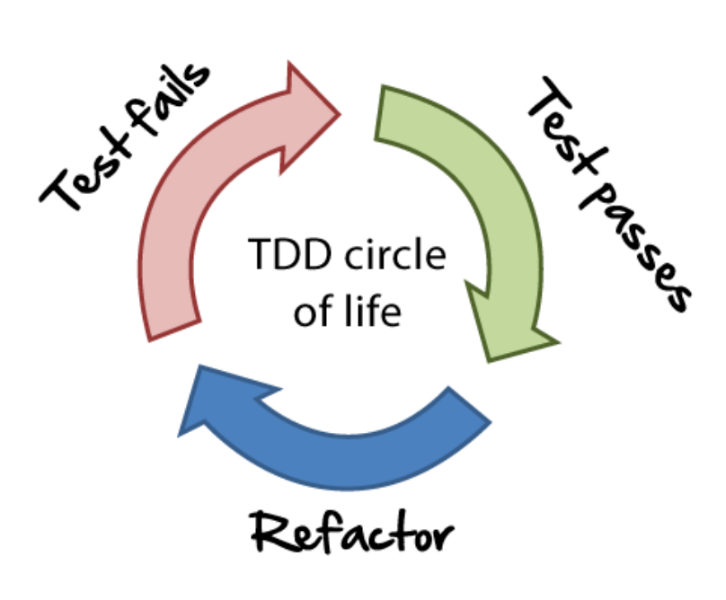 Test fails
Test passes
TDD circle
of life
Refactor